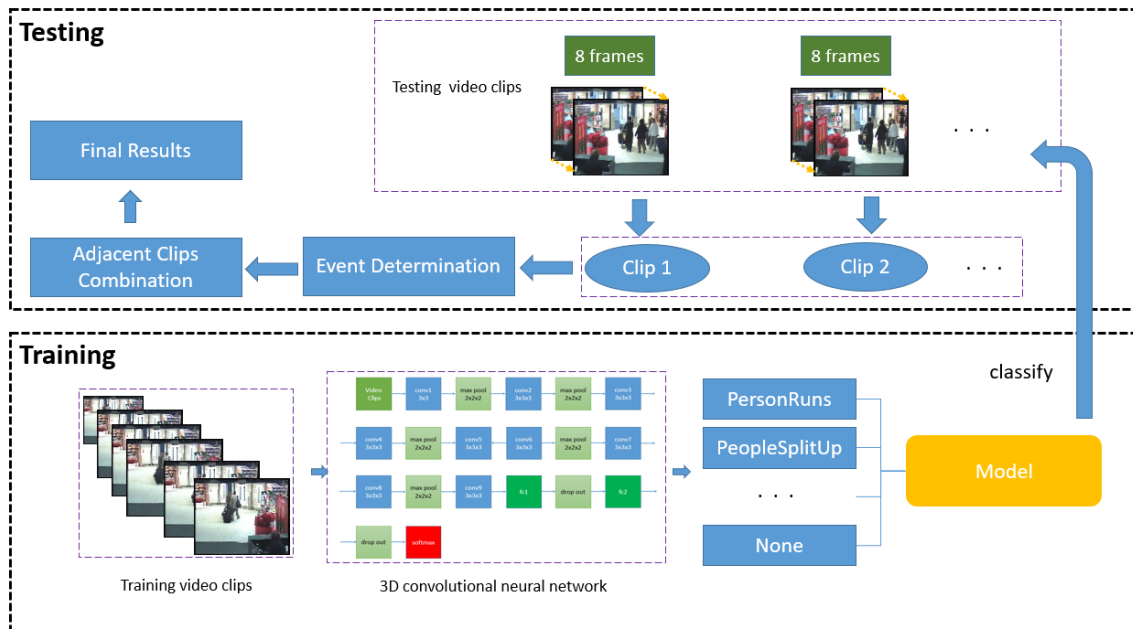 Testing
8 frames
8 frames
Testing video clips
. . .
Final Results
Adjacent Clips
Combination
Event Determination
Clip 1
Clip 2
. . .
Training
classify
Video
Clips
conv1
3x3
max pool
2x2x2
conv2
3x3x3
max pool
2x2x2
conv3
3x3x3
conv4
3x3x3
max pool
2x2x2
conv5
3x3x3
conv6
3x3x3
max pool
2x2x2
conv7
3x3x3
conv8
3x3x3
max pool
2x2x2
conv9
3x3x3
fc1
drop out
fc2
drop out
softmax
PersonRuns
PeopleSplitUp
. . .
None
Model
Training video clips
3D convolutional neural network